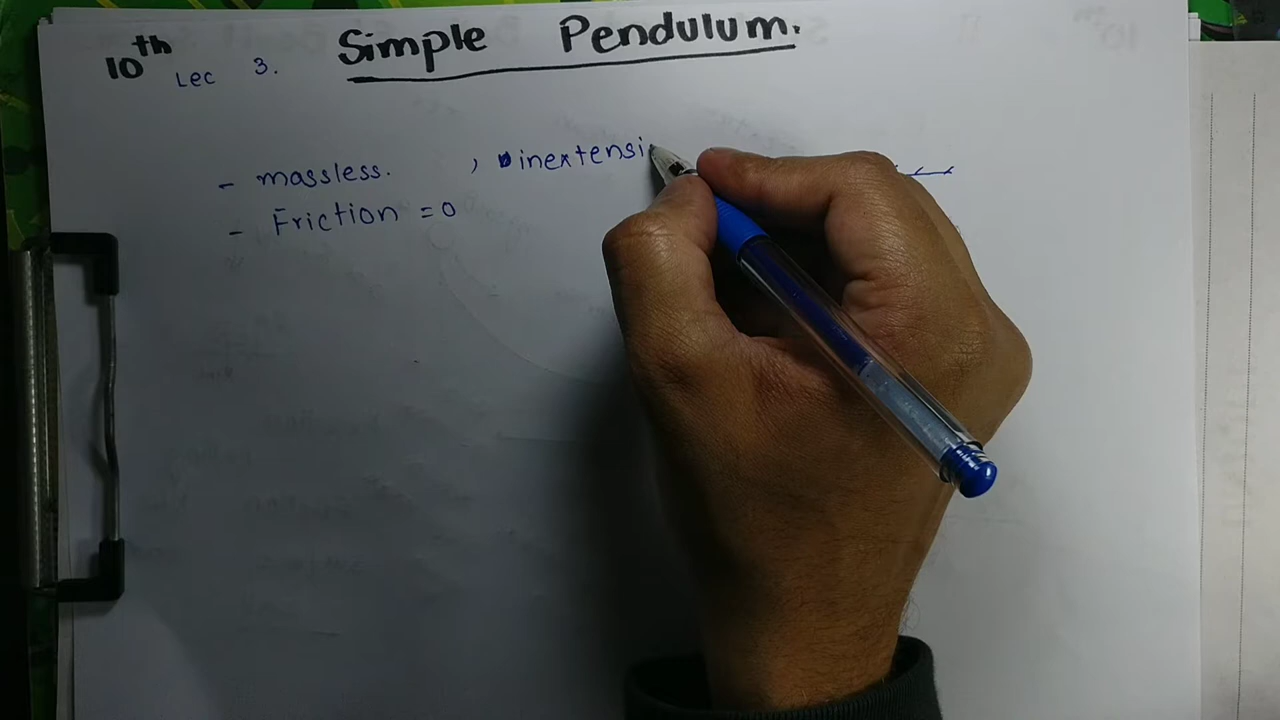 Simple Pendulum.
10th Lec 3.
- massless. , inextensi
- Friction = 0